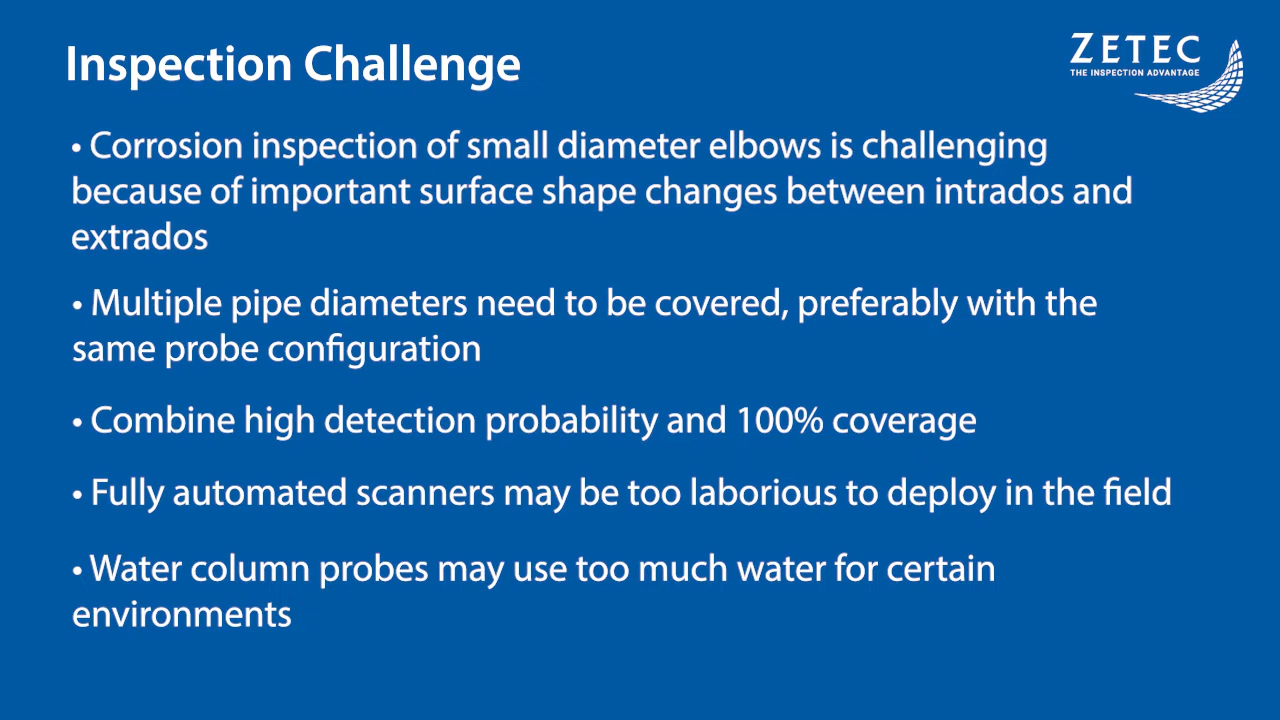 Inspection Challenge
ZETEC
THE INSPECTION ADVANTAGE
• Corrosion inspection of small diameter elbows is challenging
because of important surface shape changes between intrados and
extrados
• Multiple pipe diameters need to be covered, preferably with the
same probe configuration
• Combine high detection probability and 100% coverage
• Fully automated scanners may be too laborious to deploy in the field
• Water column probes may use too much water for certain
environments